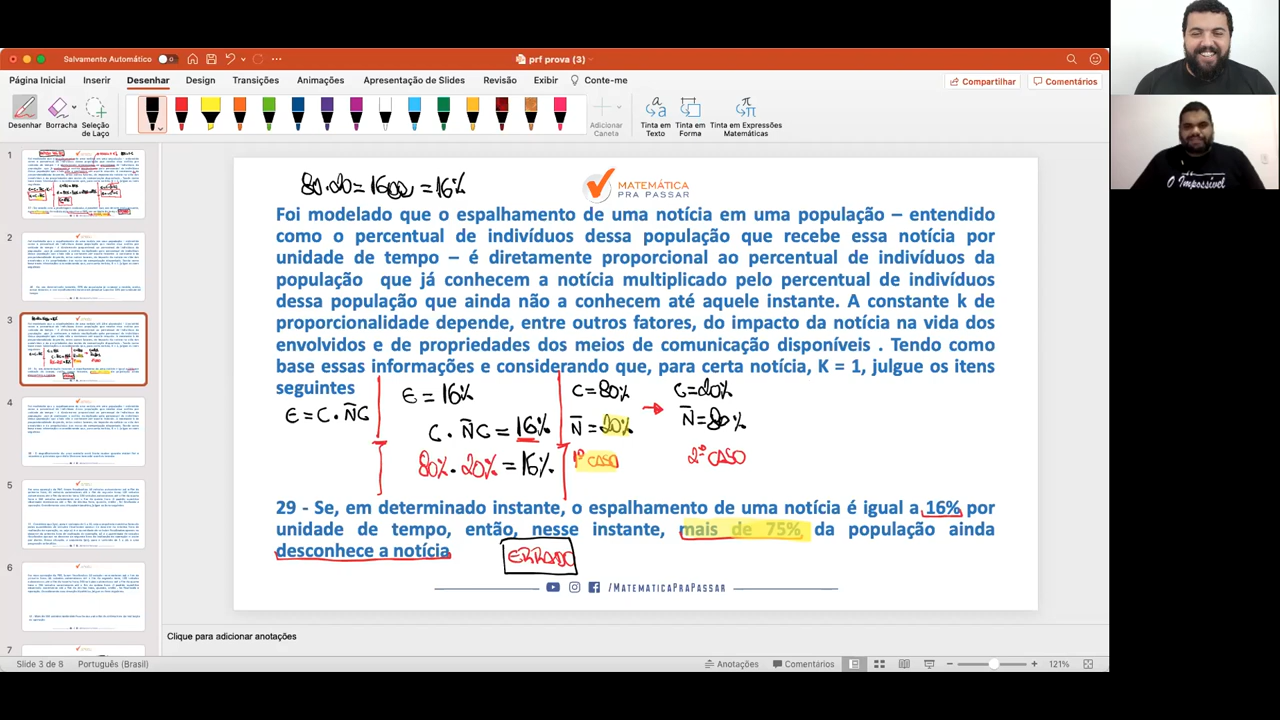 Salvamento Automático
prf prova (3)
Página Inicial Inserir Desenhar Design Transições Animações Apresentação de Slides Revisão Exibir Conte-me
Compartilhar Comentários
Desenhar
Borracha
Seleção de Laço
Adicionar Caneta
Tinta em Texto
Tinta em Forma
Tinta em Expressões Matemáticas
1
2
3
4
5
6
7
80.20=1600=16%
MATEMÁTICA
PRA PASSAR
Foi modelado que o espalhamento de uma notícia em uma população – entendido
como o percentual de indivíduos dessa população que recebe essa notícia por
unidade de tempo – é diretamente proporcional ao percentual de indivíduos da
população que já conhecem a notícia multiplicado pelo percentual de indivíduos
dessa população que ainda não a conhecem até aquele instante. A constante k de
proporcionalidade depende, entre outros fatores, do impacto da notícia na vida dos
envolvidos e de propriedades dos meios de comunicação disponíveis . Tendo como
base essas informações e considerando que, para certa notícia, K = 1, julgue os itens
seguintes
E = C . N̄C
E = 16%
C . N̄C = 16%
80% . 20% = 16%.
C = 80%
N̄ = 20%
1º CASO
C = 20%
N̄ = 80%
2º CASO
29 - Se, em determinado instante, o espalhamento de uma notícia é igual a 16% por
unidade de tempo, então, nesse instante, mais de 75% da população ainda
desconhece a notícia
ERRADO
/MATEMATICAPRAPASSAR
Clique para adicionar anotações
Slide 3 de 8 Português (Brasil) Anotações Comentários 121%
O Impossível